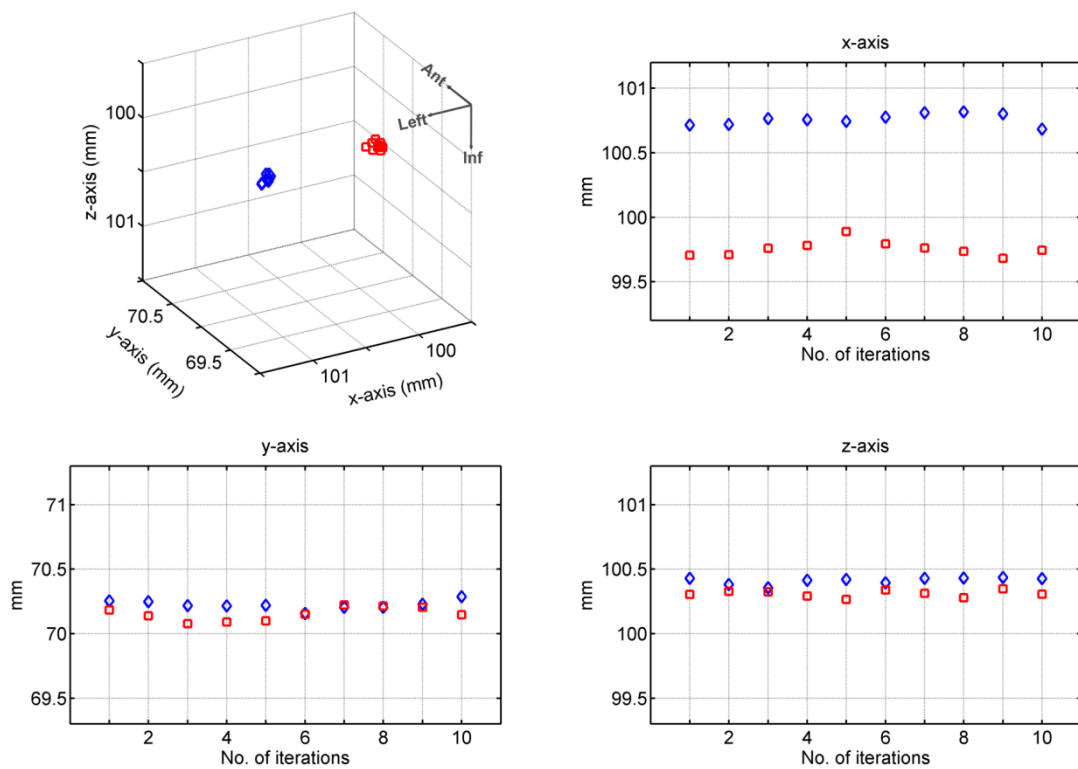 100
101
z-axis (mm)
70.5
69.5
y-axis (mm)
101
100
x-axis (mm)
Ant
Left
Inf
x-axis
101
100.5
100
99.5
mm
2 4 6 8 10
No. of iterations
y-axis
71
70.5
70
69.5
mm
2 4 6 8 10
No. of iterations
z-axis
101
100.5
100
99.5
mm
2 4 6 8 10
No. of iterations